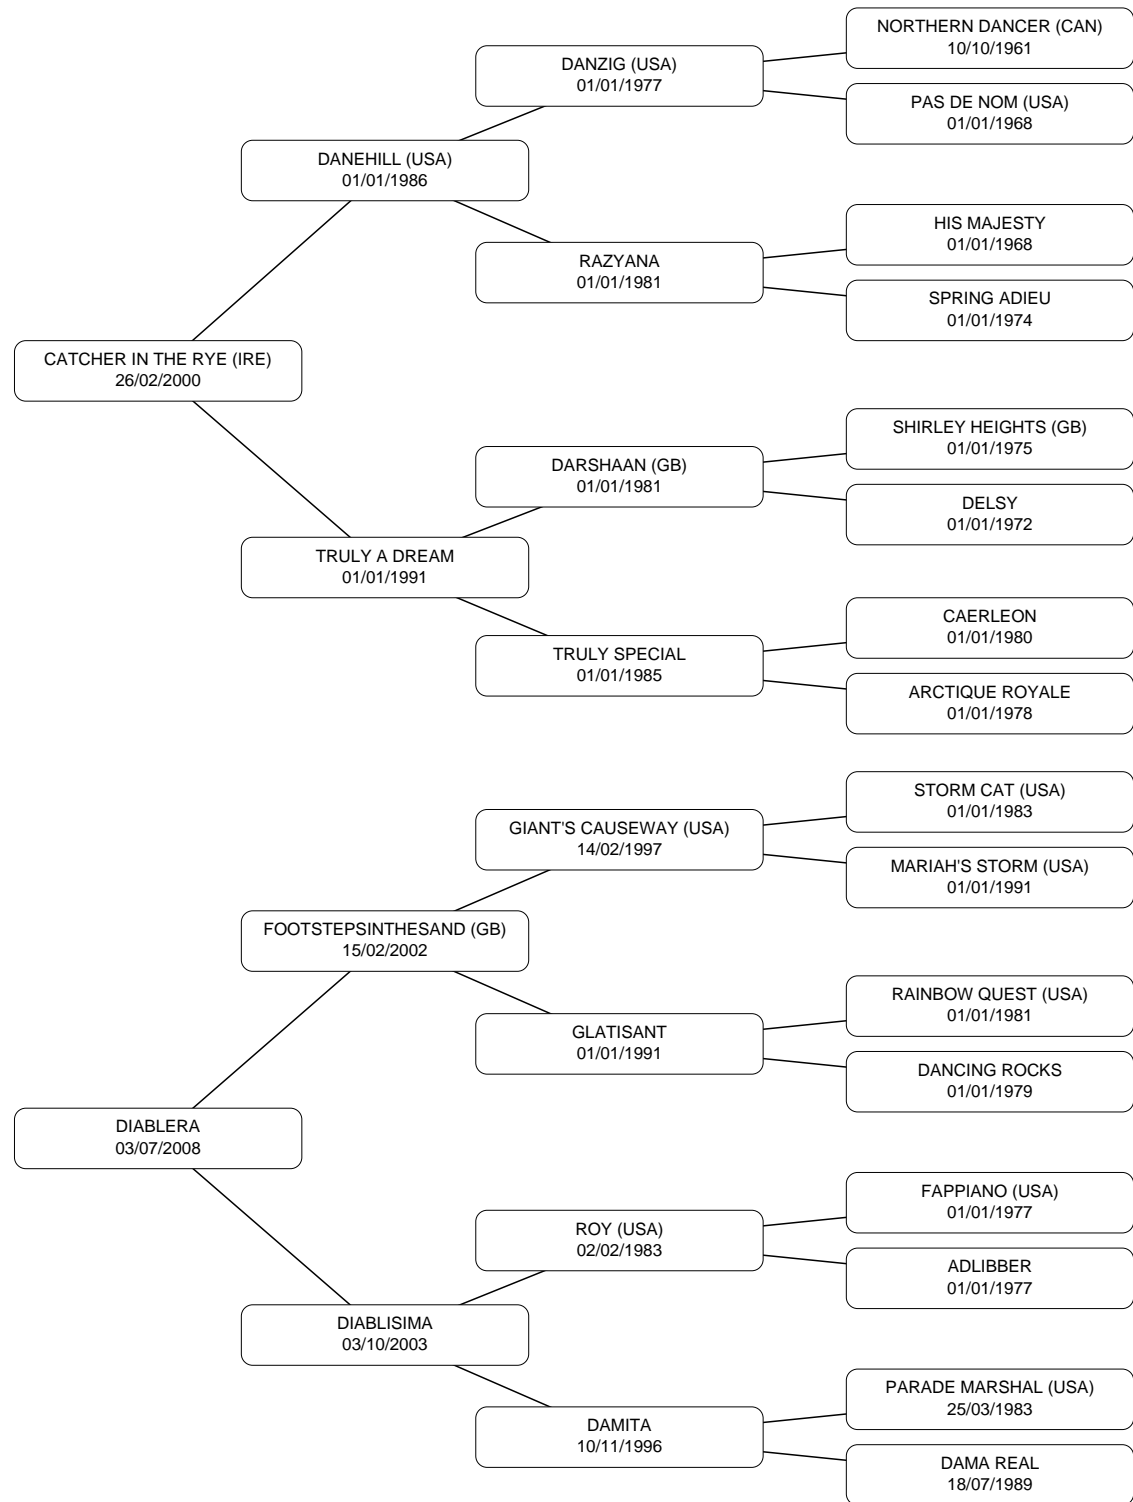 NORTHERN DANCER (CAN)
10/10/1961
DANZIG (USA)
01/01/1977
PAS DE NOM (USA)
01/01/1968
DANEHILL (USA)
01/01/1986
HIS MAJESTY
01/01/1968
RAZYANA
01/01/1981
SPRING ADIEU
01/01/1974
CATCHER IN THE RYE (IRE)
26/02/2000
SHIRLEY HEIGHTS (GB)
01/01/1975
DARSHAAN (GB)
01/01/1981
DELSY
01/01/1972
TRULY A DREAM
01/01/1991
CAERLEON
01/01/1980
TRULY SPECIAL
01/01/1985
ARCTIQUE ROYALE
01/01/1978
STORM CAT (USA)
01/01/1983
GIANT'S CAUSEWAY (USA)
14/02/1997
MARIAH'S STORM (USA)
01/01/1991
FOOTSTEPSINTHESAND (GB)
15/02/2002
RAINBOW QUEST (USA)
01/01/1981
GLATISANT
01/01/1991
DANCING ROCKS
01/01/1979
DIABLERA
03/07/2008
FAPPIANO (USA)
01/01/1977
ROY (USA)
02/02/1983
ADLIBBER
01/01/1977
DIABLISIMA
03/10/2003
PARADE MARSHAL (USA)
25/03/1983
DAMITA
10/11/1996
DAMA REAL
18/07/1989